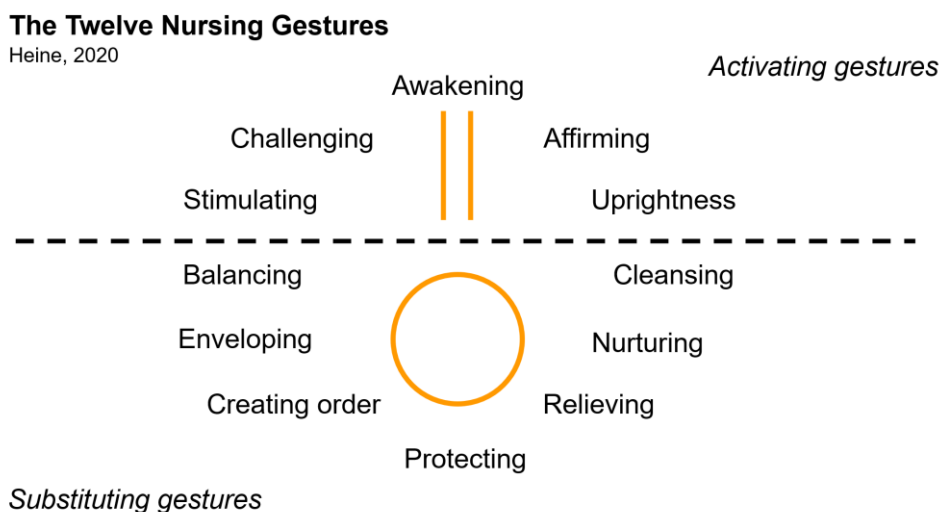 The Twelve Nursing Gestures
Heine, 2020
Activating gestures
Awakening
Challenging
Affirming
Stimulating
Uprightness
Balancing
Cleansing
Enveloping
Nurturing
Creating order
Relieving
Protecting
Substituting gestures